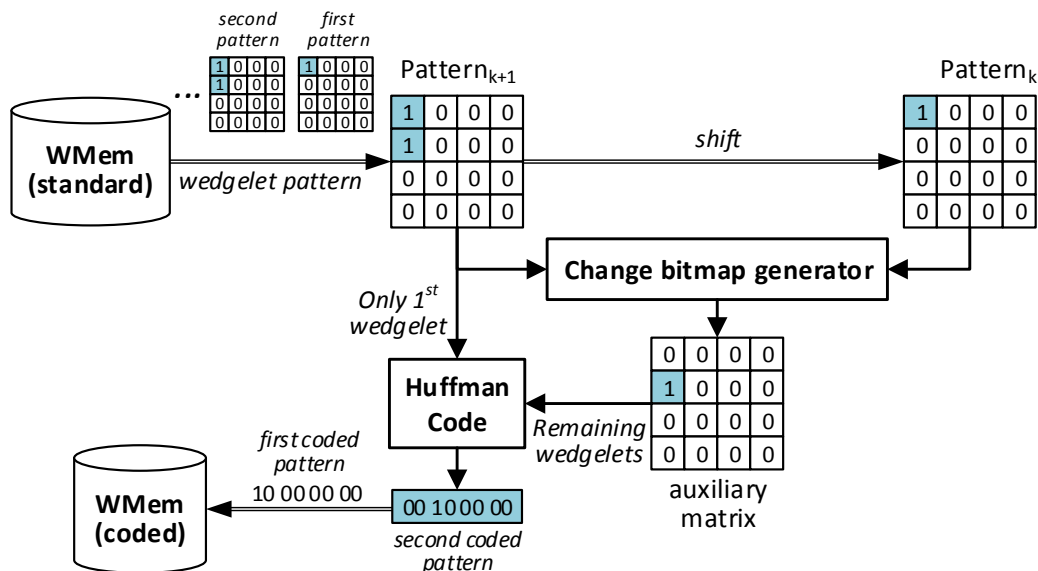 second pattern
first pattern
1 0 0 0
1 0 0 0
0 0 0 0
0 0 0 0
1 0 0 0
0 0 0 0
0 0 0 0
0 0 0 0
...
WMem
(standard)
wedgelet pattern
Pattern k+1
1 0 0 0
1 0 0 0
0 0 0 0
0 0 0 0
shift
Pattern k
1 0 0 0
0 0 0 0
0 0 0 0
0 0 0 0
Change bitmap generator
Only 1st
wedgelet
0 0 0 0
1 0 0 0
0 0 0 0
0 0 0 0
auxiliary
matrix
Huffman
Code
Remaining
wedgelets
first coded
pattern
10 00 00 00
WMem
(coded)
00 10 00 00
second coded
pattern